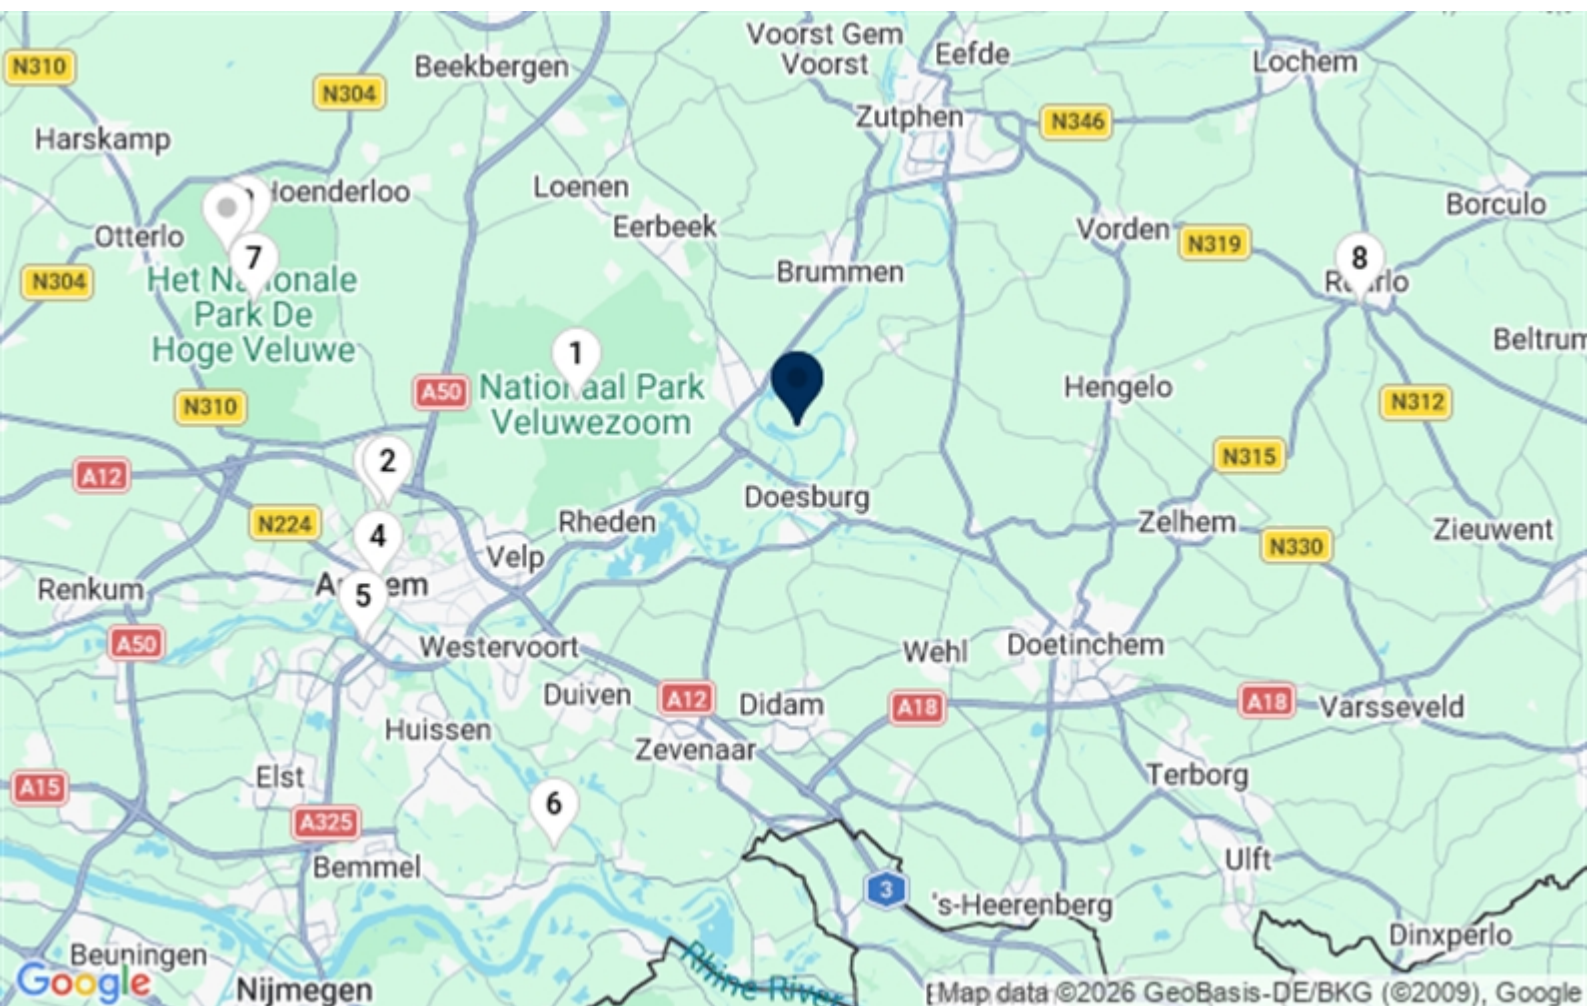 Voorst Gem
Voorst
Eefde
Lochem
N310
Beekbergen
N304
Zutphen
N346
Harskamp
Loenen
Hoenderloo
Borculo
Eerbeek
Otterlo
Vorden
N319
7
8
N304
Het Nationale
Park De
Hoge Veluwe
Brummen
Ruurlo
1
Nationaal Park
Veluwezoom
A50
Hengelo
N310
N312
2
A12
N315
Doesburg
N224
Rheden
Zelhem
N330
Zieuwent
4
Velp
Renkum
Arnhem
5
A50
Westervoort
Wehl
Doetinchem
Duiven
A12
Didam
A18
A18
Varsseveld
Huissen
Zevenaar
Elst
Terborg
A15
6
A325
Bemmel
Ulft
3
's-Heerenberg
Dinxperlo
Beuningen
Google
Nijmegen
Rhine River
Map data ©2026 GeoBasis-DE/BKG (©2009), Google